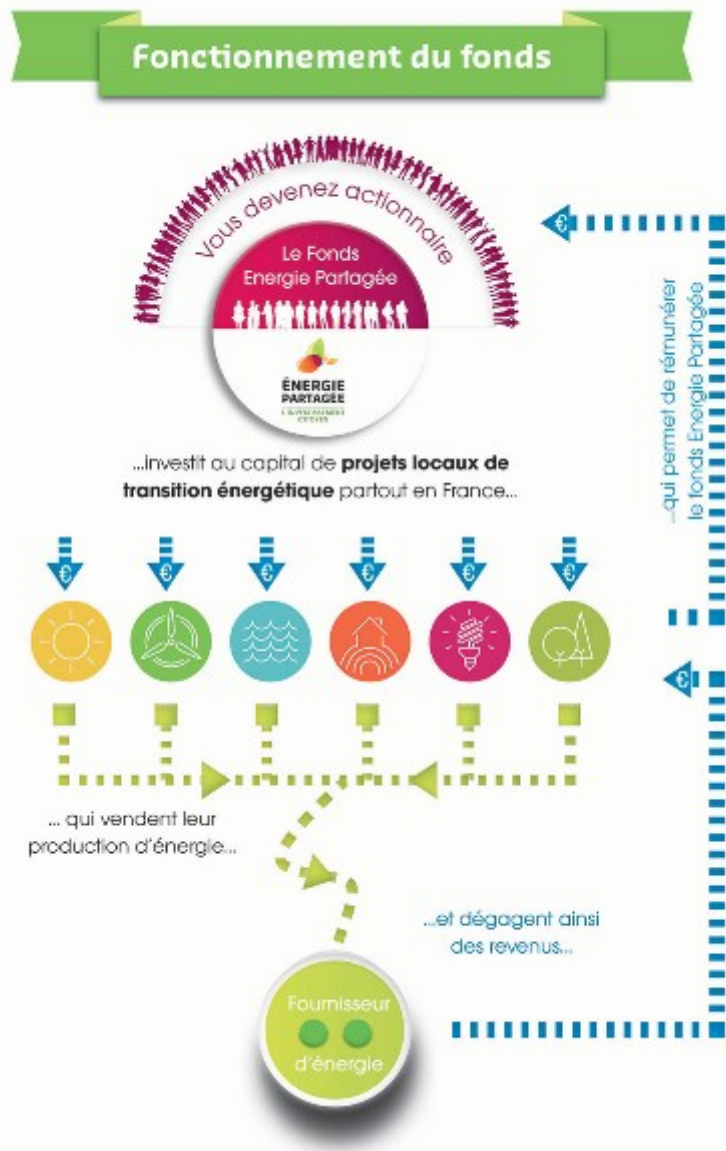 Fonctionnement du fonds
Vous devenez actionnaire
Le Fonds
Energie Partagée
ÉNERGIE
PARTAGÉE
L'INVESTISSEMENT
CITOYEN
...investit au capital de projets locaux de
transition énergétique partout en France...
€ € € € € €
€
...qui permet de rémunérer
le fonds Energie Partagée
€
... qui vendent leur
production d'énergie...
...et dégagent ainsi
des revenus...
Fournisseur
d'énergie